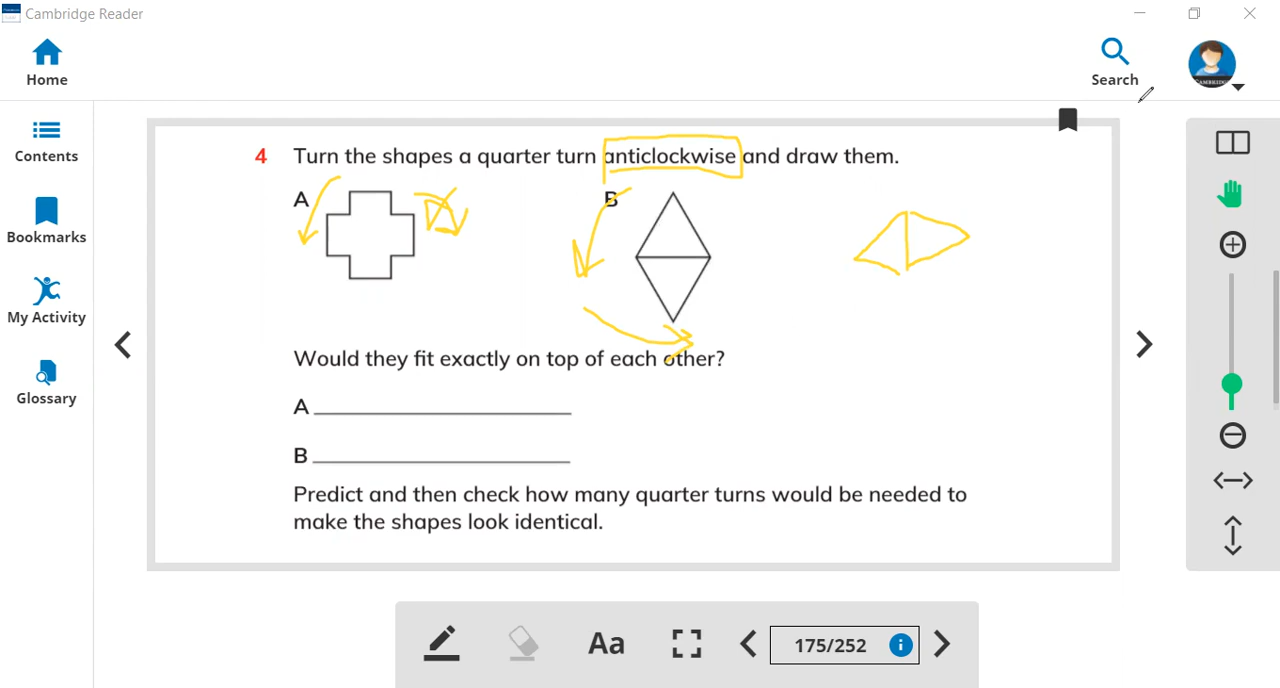 Cambridge Reader
Home
Search
CAMBRIDGE
Contents
Bookmarks
My Activity
Glossary
4 Turn the shapes a quarter turn anticlockwise and draw them.
A
B
Would they fit exactly on top of each other?
A
B
Predict and then check how many quarter turns would be needed to
make the shapes look identical.
Aa
175/252
i